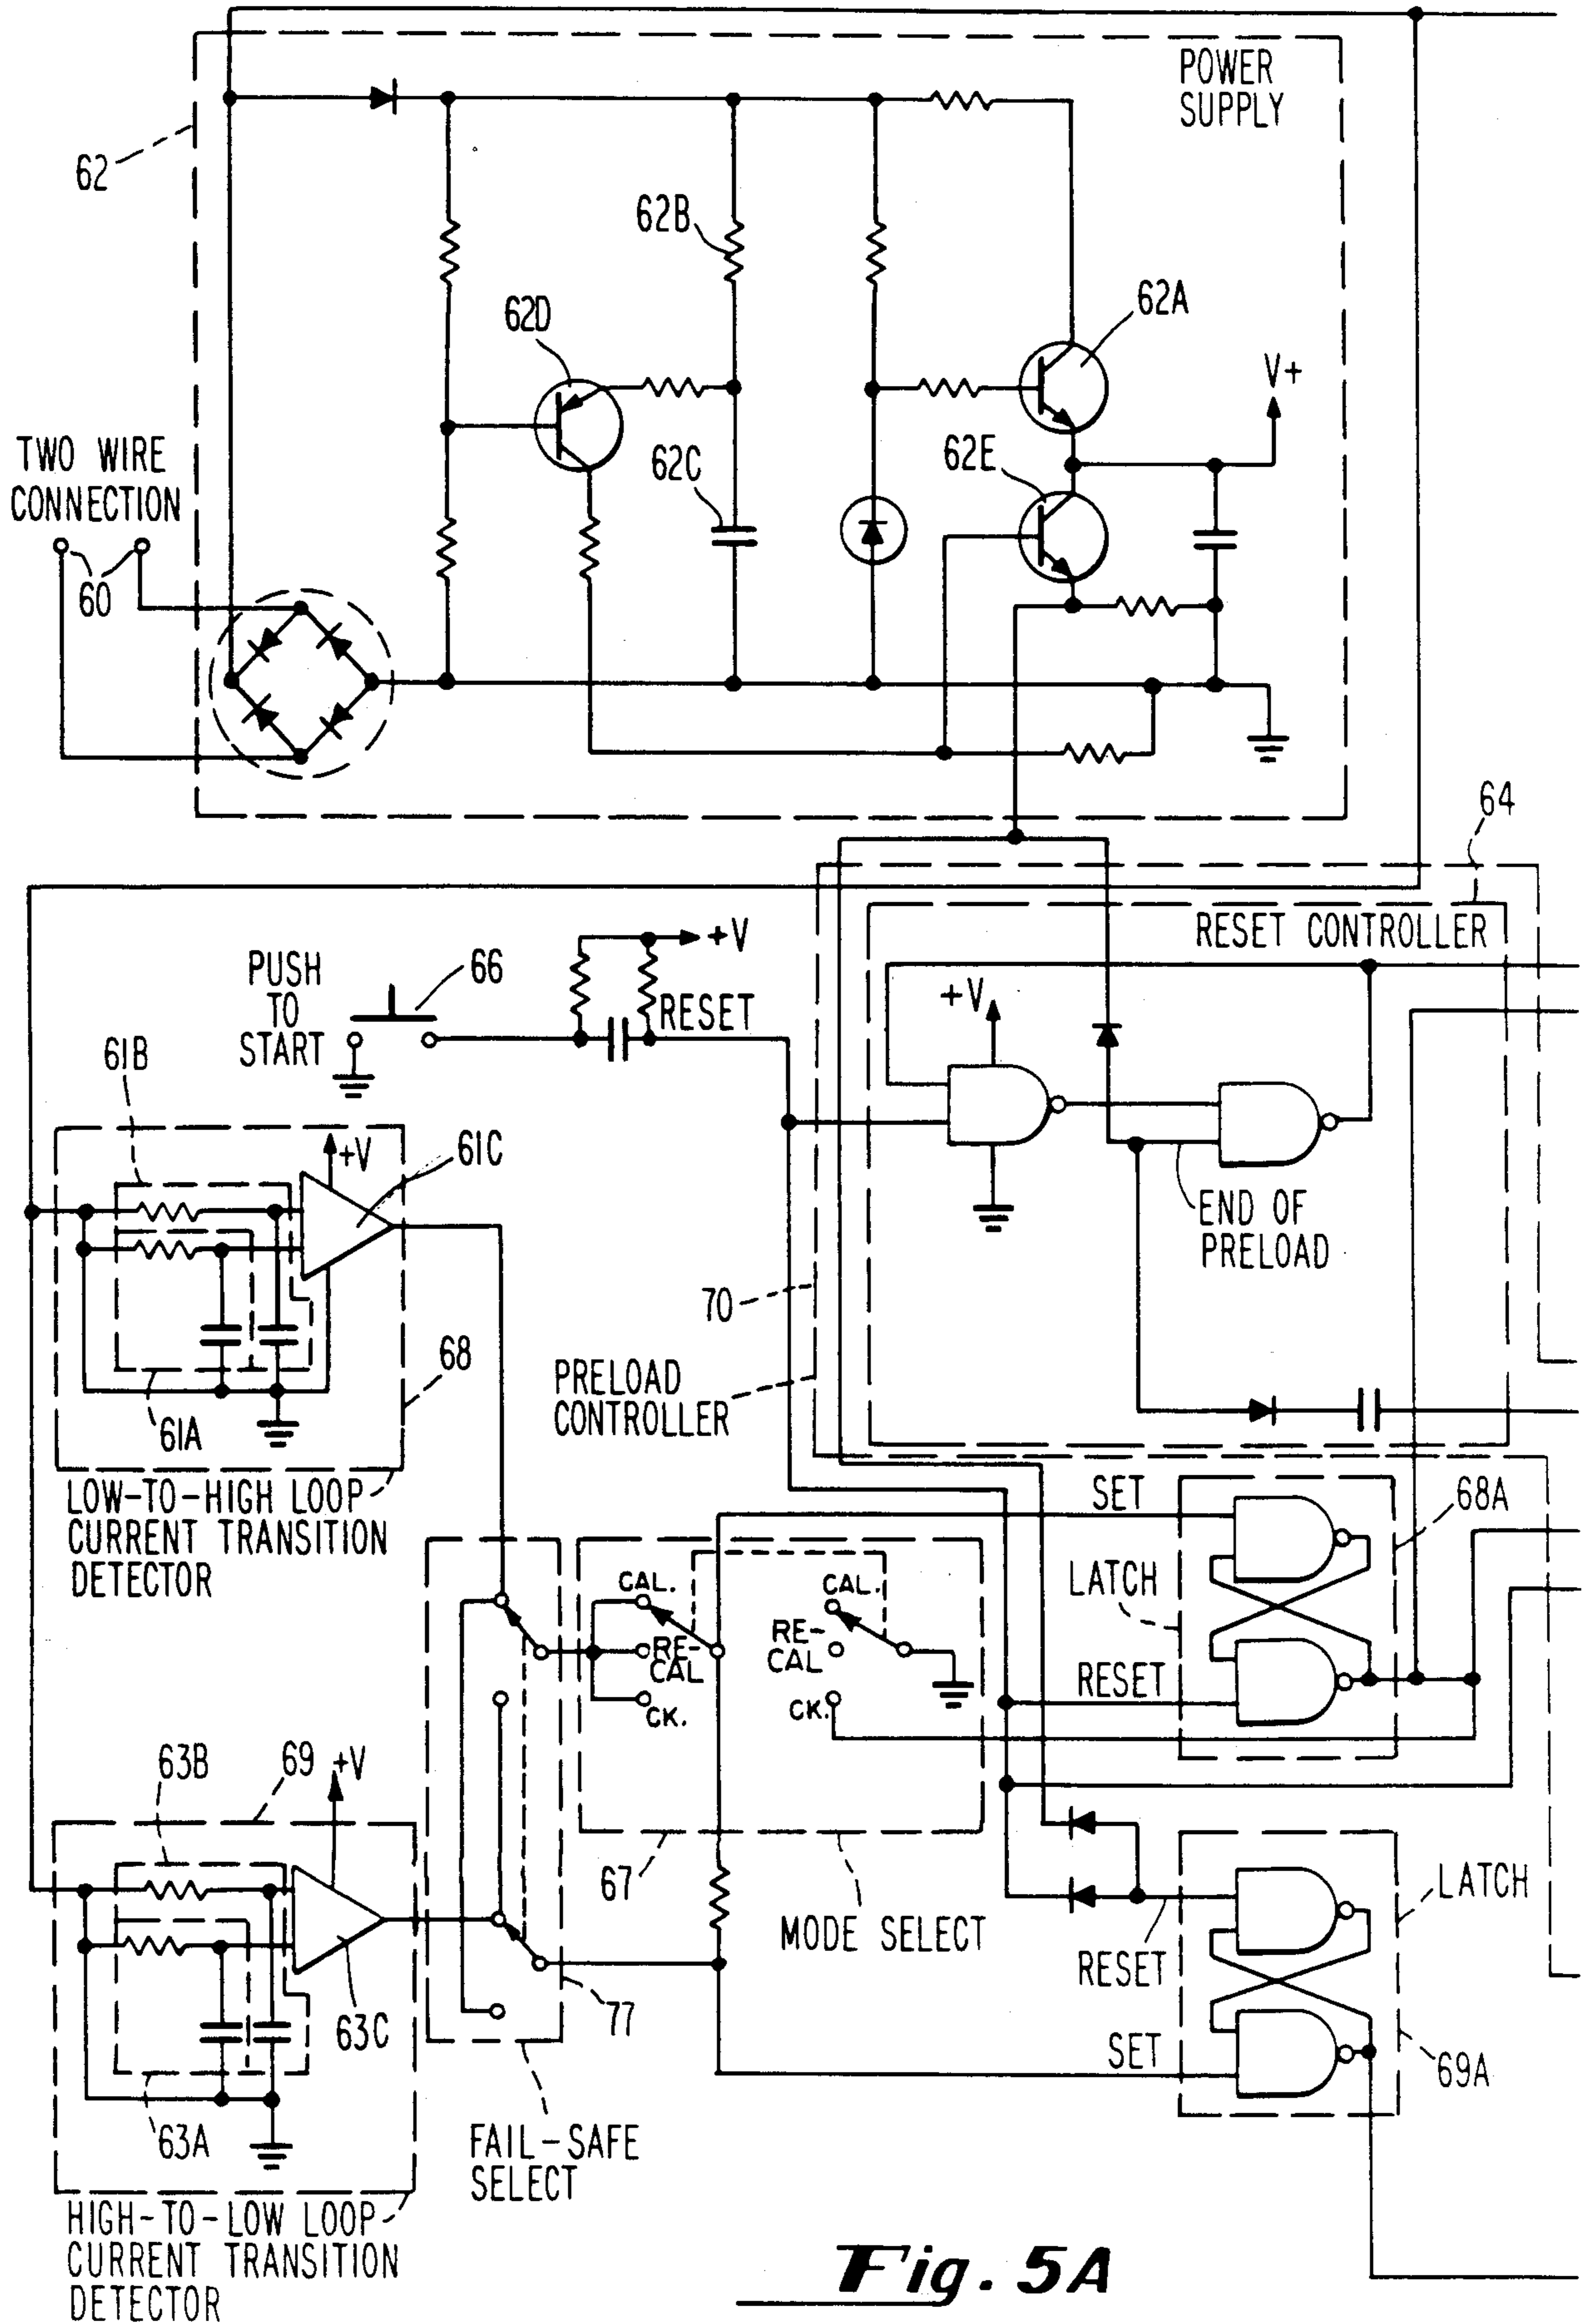 POWER
SUPPLY
62
62B
62D
62A
V+
62C
62E
TWO WIRE
CONNECTION
60
64
RESET CONTROLLER
+V
PUSH
TO
START
66
RESET
+V
61B
+V
61C
END OF
PRELOAD
70
68
PRELOAD
CONTROLLER
61A
LOW-TO-HIGH LOOP
CURRENT TRANSITION
DETECTOR
SET
68A
LATCH
CAL.
CAL.
RE-
CAL
RE-
CAL
CK.
CK.
RESET
63B
69
+V
67
MODE SELECT
LATCH
RESET
63C
77
SET
69A
63A
FAIL-SAFE
SELECT
HIGH-TO-LOW LOOP
CURRENT TRANSITION
DETECTOR
Fig. 5A